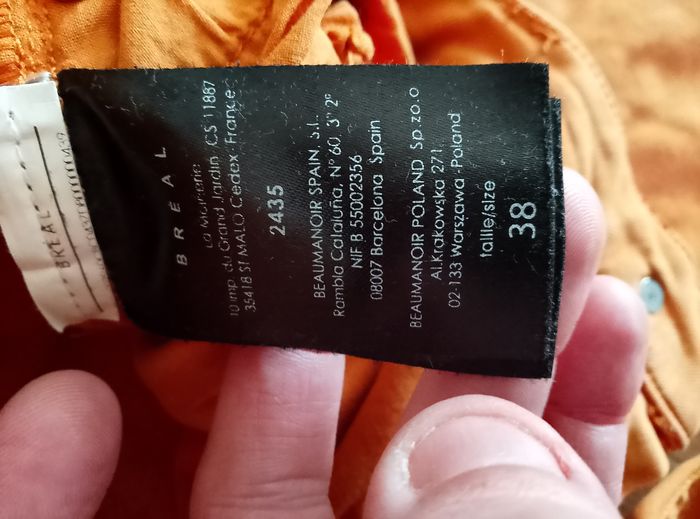 BREAL
BRÉAL
La Moinerie
10 imp. du Grand Jardin CS 11887
35418 ST MALO Cedex - France
2435
BEAUMANOIR SPAIN, s.l.
Rambla Cataluña, Nº 60, 3º 2º
NIF B 55002356
08007 Barcelona Spain
BEAUMANOIR POLAND Sp.zo.o
Al.Krakowska 271
02-133 Warszawa-Poland
taille/size
38